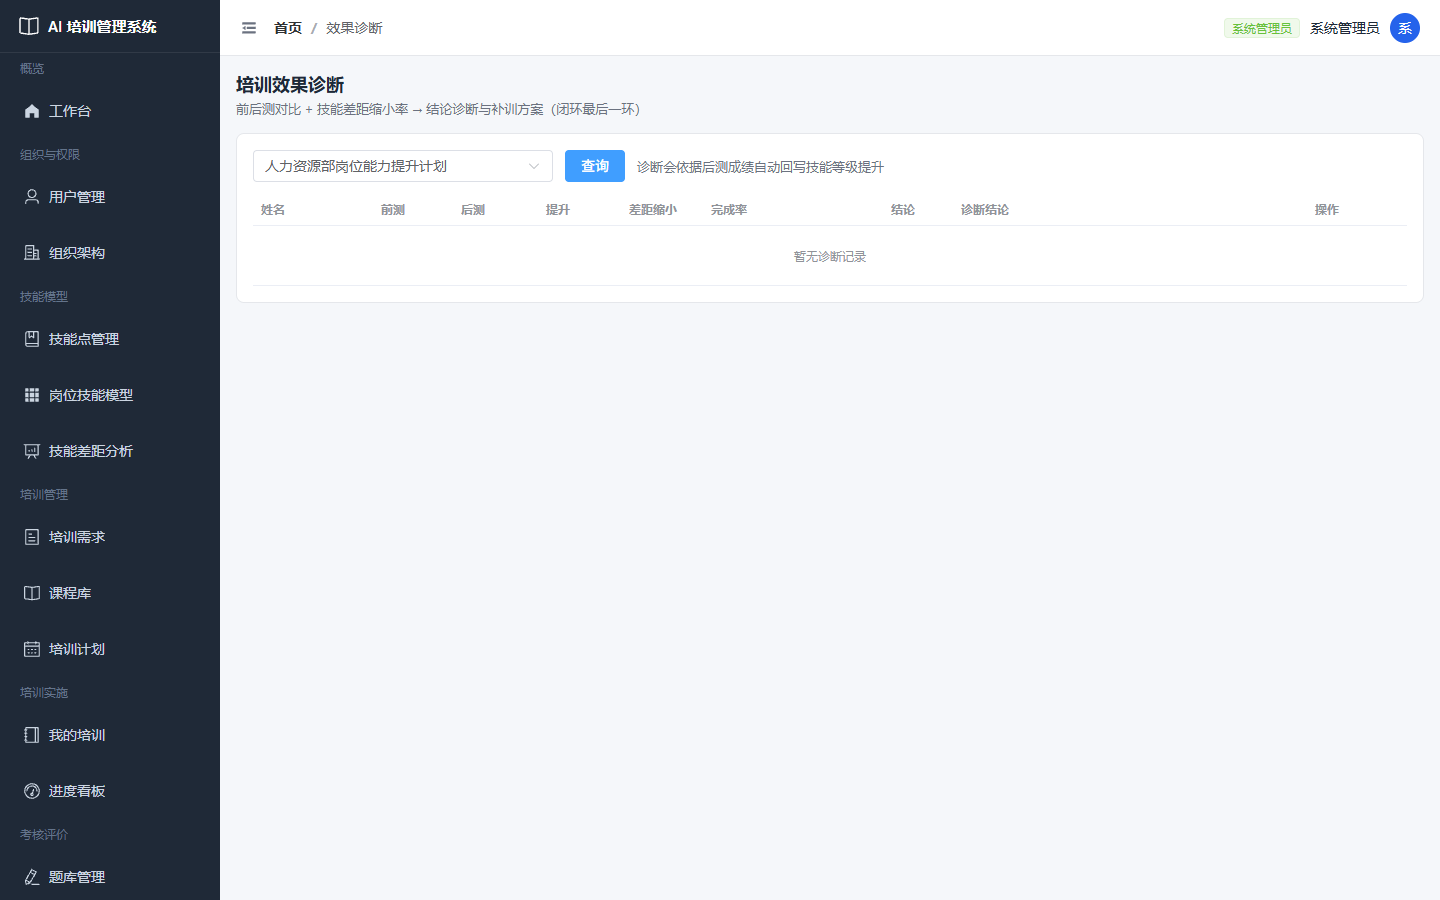 AI 培训管理系统
概览
工作台
组织与权限
用户管理
组织架构
技能模型
技能点管理
岗位技能模型
技能差距分析
培训管理
培训需求
课程库
培训计划
培训实施
我的培训
进度看板
考核评价
题库管理
首页 / 效果诊断
系统管理员 系统管理员 系
培训效果诊断
前后测对比 + 技能差距缩小率 → 结论诊断与补训方案（闭环最后一环）
人力资源部岗位能力提升计划 查询 诊断会依据后测成绩自动回写技能等级提升
姓名 前测 后测 提升 差距缩小 完成率 结论 诊断结论 操作
暂无诊断记录